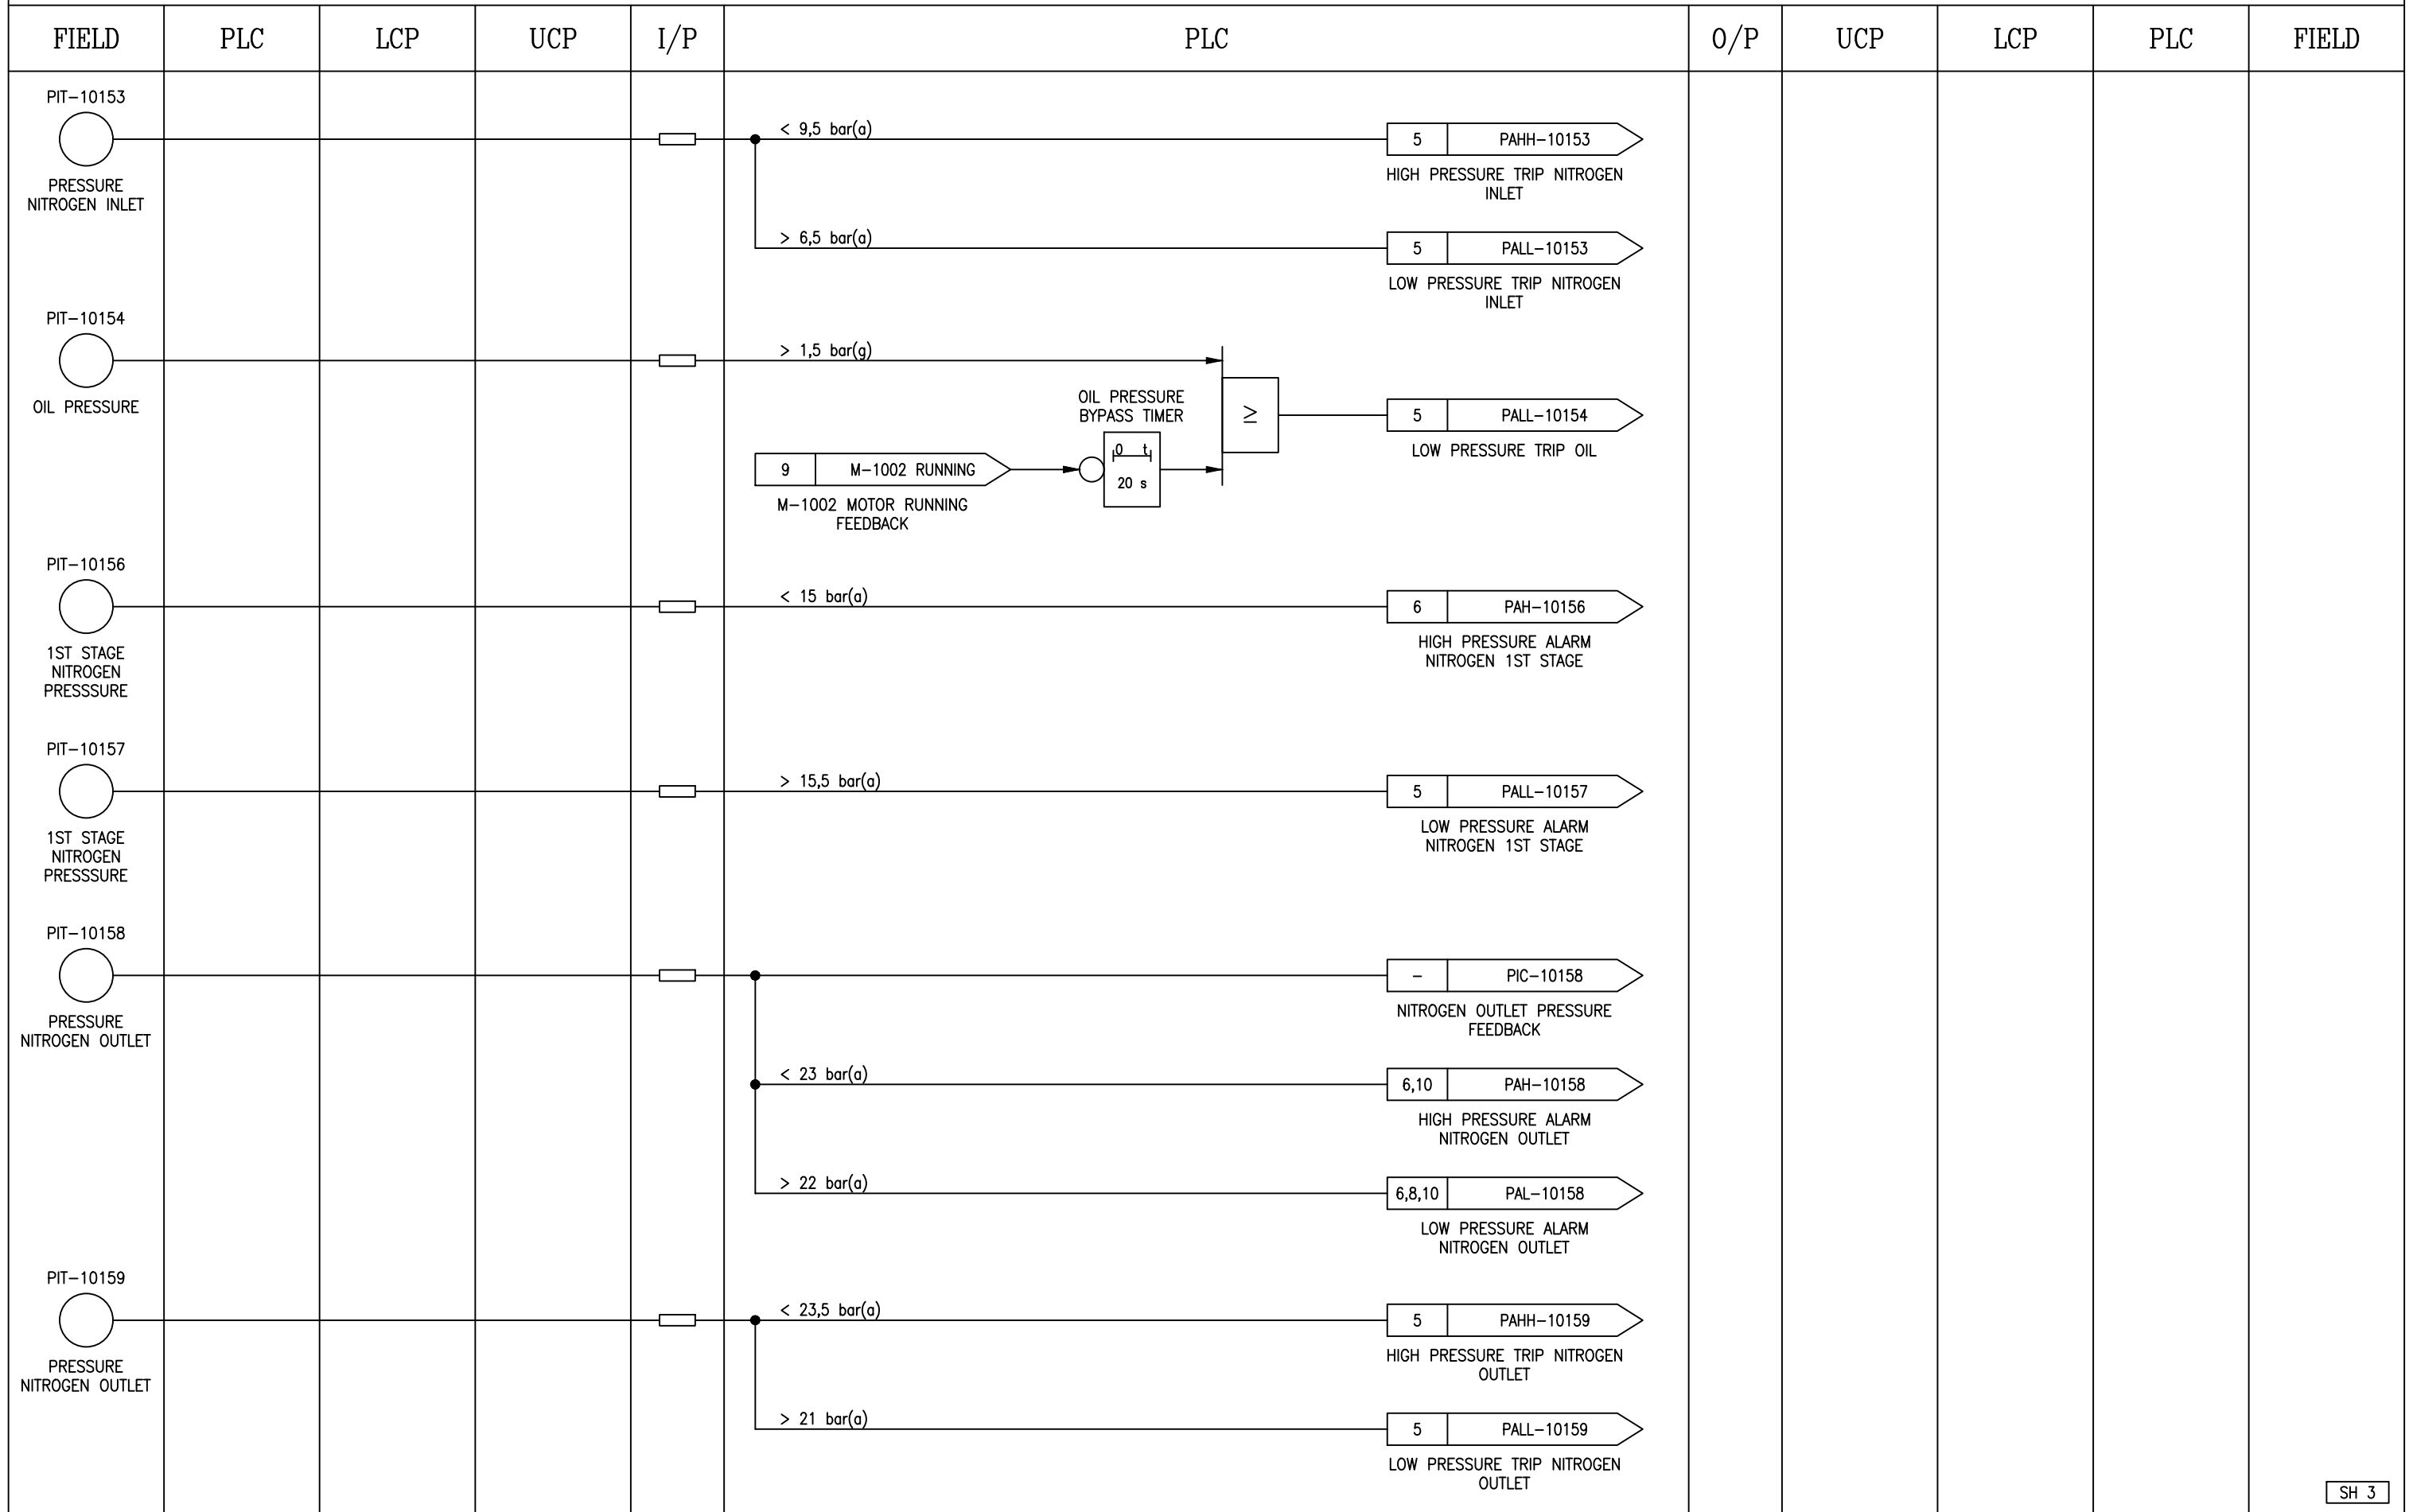 FIELD PLC LCP UCP I/P PLC O/P UCP LCP PLC FIELD
PIT-10153
PRESSURE
NITROGEN INLET
< 9,5 bar(a)
5 PAHH-10153
HIGH PRESSURE TRIP NITROGEN
INLET
> 6,5 bar(a)
5 PALL-10153
LOW PRESSURE TRIP NITROGEN
INLET
PIT-10154
OIL PRESSURE
> 1,5 bar(g)
OIL PRESSURE
BYPASS TIMER
0 t
20 s
≥
9 M-1002 RUNNING
M-1002 MOTOR RUNNING
FEEDBACK
5 PALL-10154
LOW PRESSURE TRIP OIL
PIT-10156
1ST STAGE
NITROGEN
PRESSSURE
< 15 bar(a)
6 PAH-10156
HIGH PRESSURE ALARM
NITROGEN 1ST STAGE
PIT-10157
1ST STAGE
NITROGEN
PRESSSURE
> 15,5 bar(a)
5 PALL-10157
LOW PRESSURE ALARM
NITROGEN 1ST STAGE
PIT-10158
PRESSURE
NITROGEN OUTLET
- PIC-10158
NITROGEN OUTLET PRESSURE
FEEDBACK
< 23 bar(a)
6,10 PAH-10158
HIGH PRESSURE ALARM
NITROGEN OUTLET
> 22 bar(a)
6,8,10 PAL-10158
LOW PRESSURE ALARM
NITROGEN OUTLET
PIT-10159
PRESSURE
NITROGEN OUTLET
< 23,5 bar(a)
5 PAHH-10159
HIGH PRESSURE TRIP NITROGEN
OUTLET
> 21 bar(a)
5 PALL-10159
LOW PRESSURE TRIP NITROGEN
OUTLET
SH 3